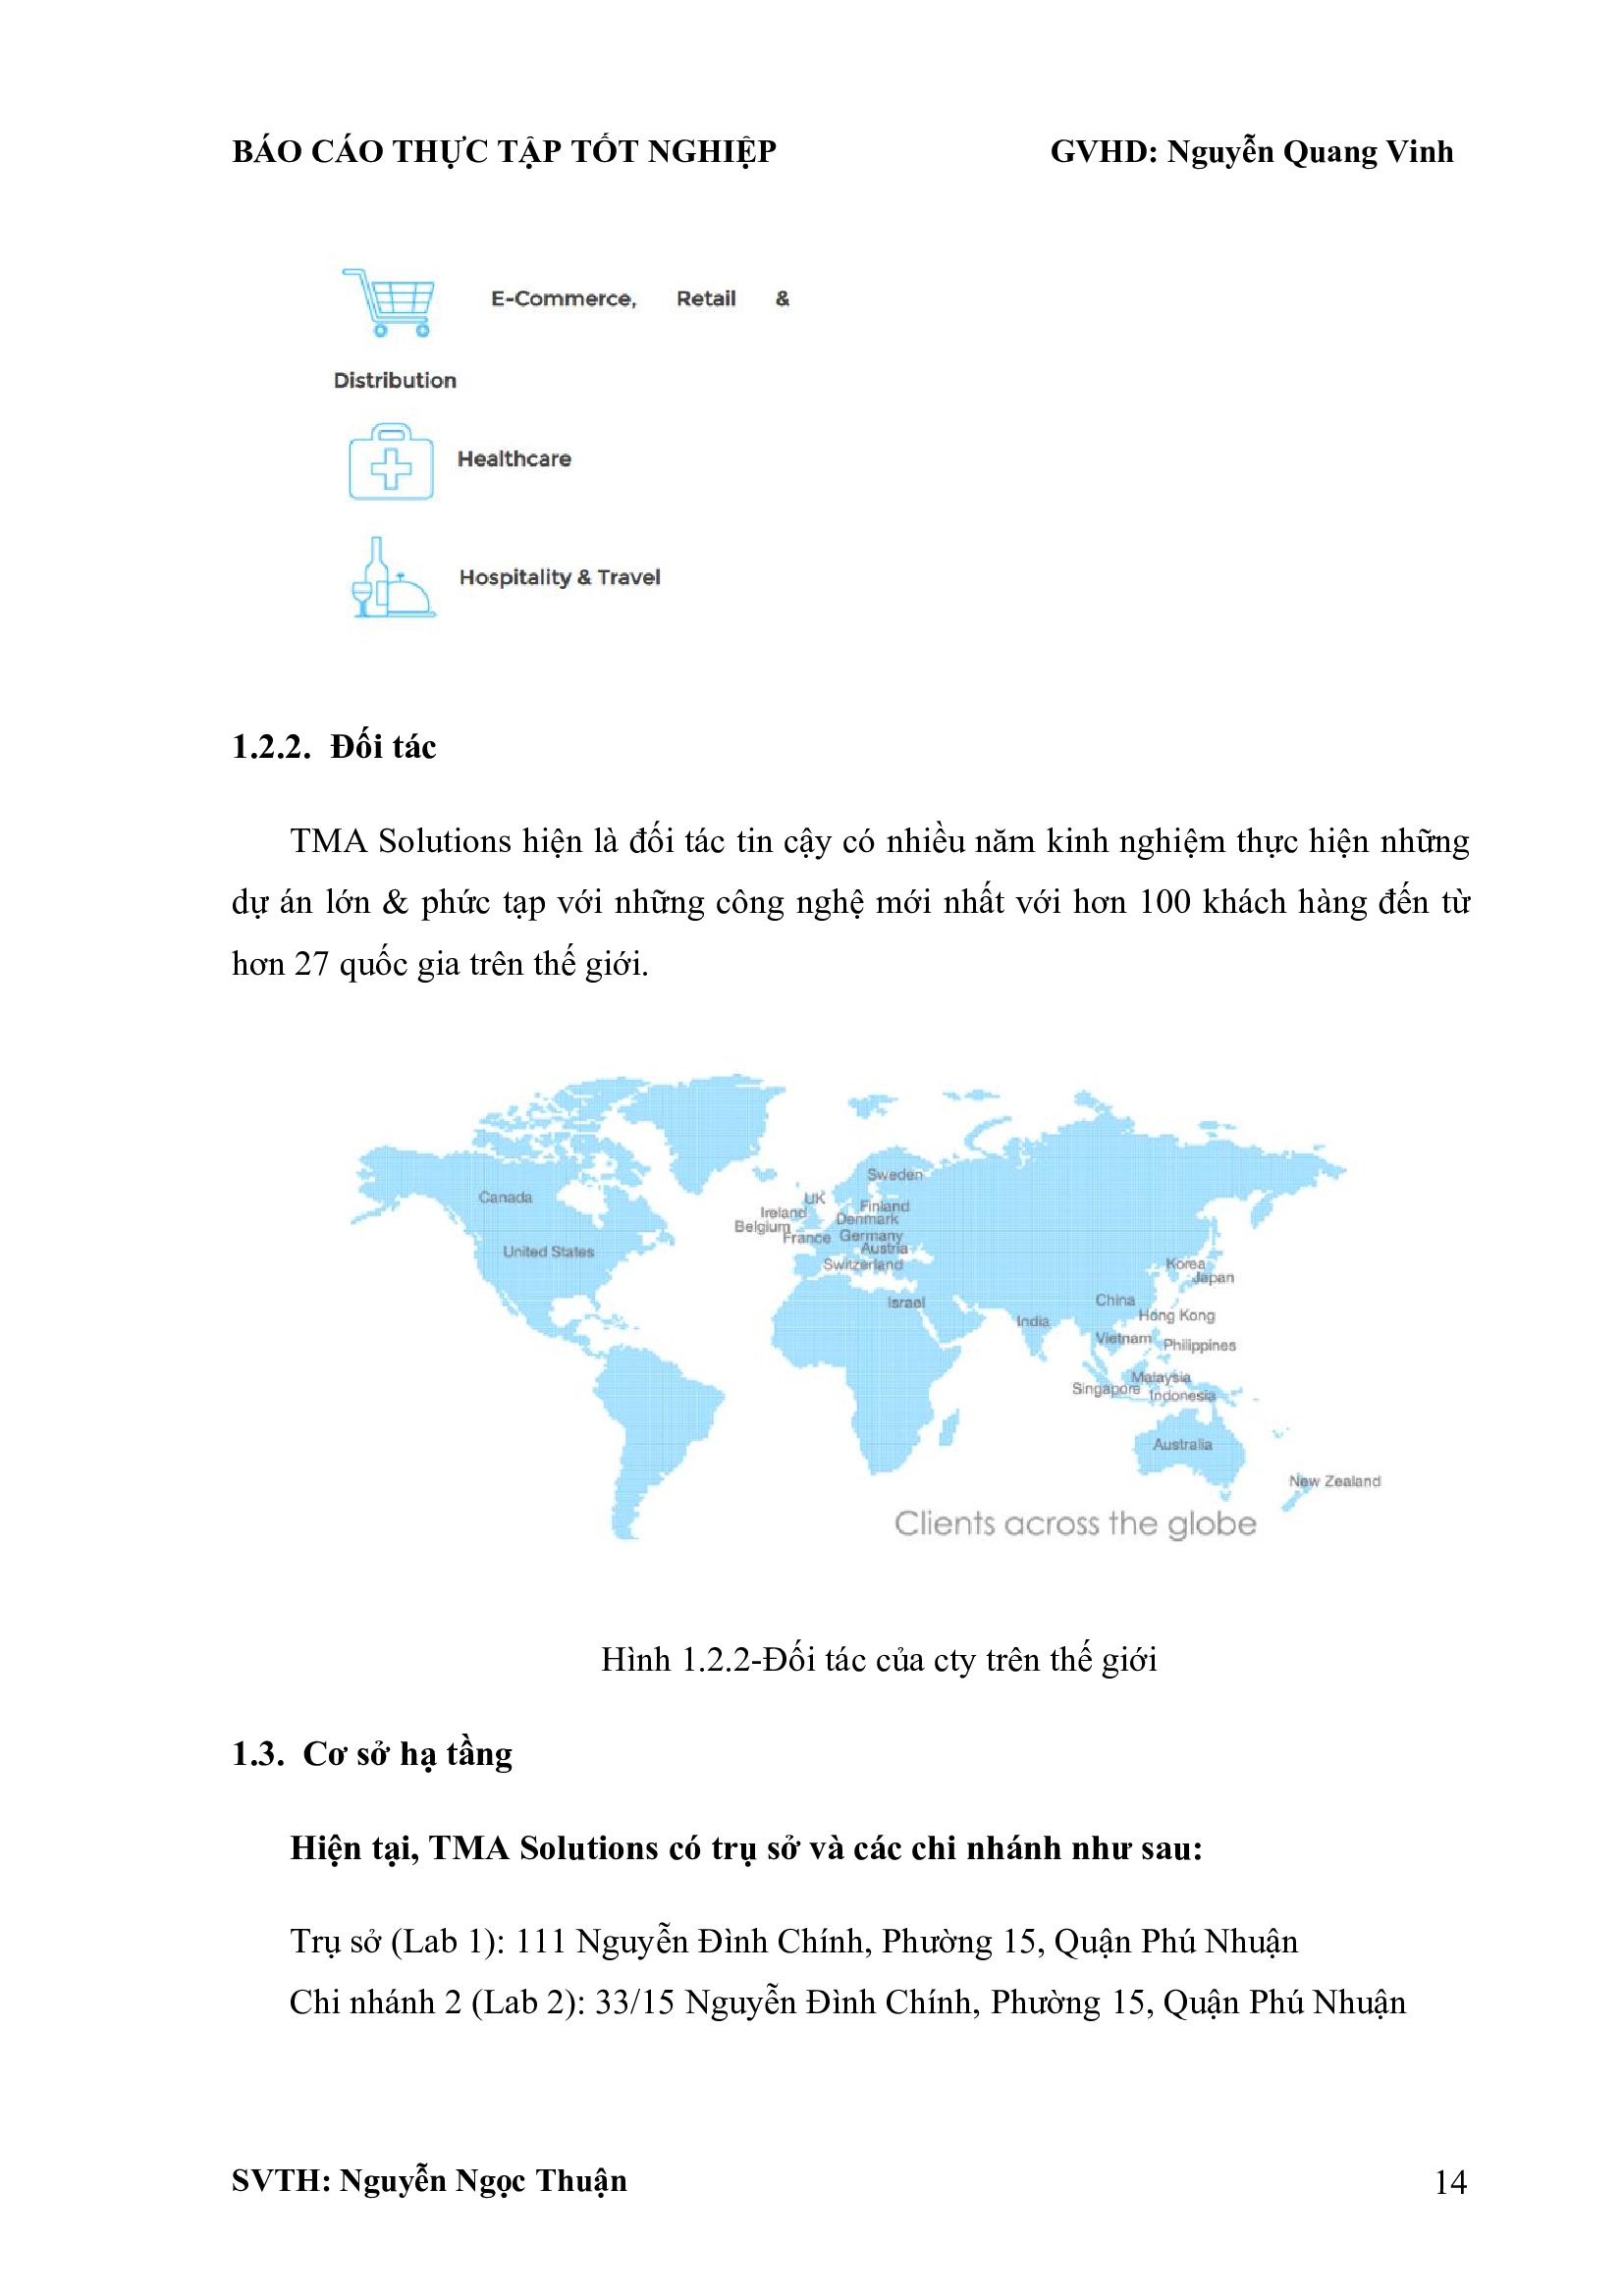 BÁO CÁO THỰC TẬP TỐT NGHIỆP GVHD: Nguyễn Quang Vinh
E-Commerce, Retail &
Distribution
Healthcare
Hospitality & Travel
1.2.2. Đối tác
TMA Solutions hiện là đối tác tin cậy có nhiều năm kinh nghiệm thực hiện những
dự án lớn & phức tạp với những công nghệ mới nhất với hơn 100 khách hàng đến từ
hơn 27 quốc gia trên thế giới.
Sweden
Canada
UK
Finland
Ireland
Denmark
Belgium
France
Germany
Austria
United States
Switzerland
Korea
Japan
Israel
China
Hong Kong
India
Vietnam
Philippines
Malaysia
Singapore
Indonesia
Australia
New Zealand
Clients across the globe
Hình 1.2.2-Đối tác của cty trên thế giới
1.3. Cơ sở hạ tầng
Hiện tại, TMA Solutions có trụ sở và các chi nhánh như sau:
Trụ sở (Lab 1): 111 Nguyễn Đình Chính, Phường 15, Quận Phú Nhuận
Chi nhánh 2 (Lab 2): 33/15 Nguyễn Đình Chính, Phường 15, Quận Phú Nhuận
SVTH: Nguyễn Ngọc Thuận 14